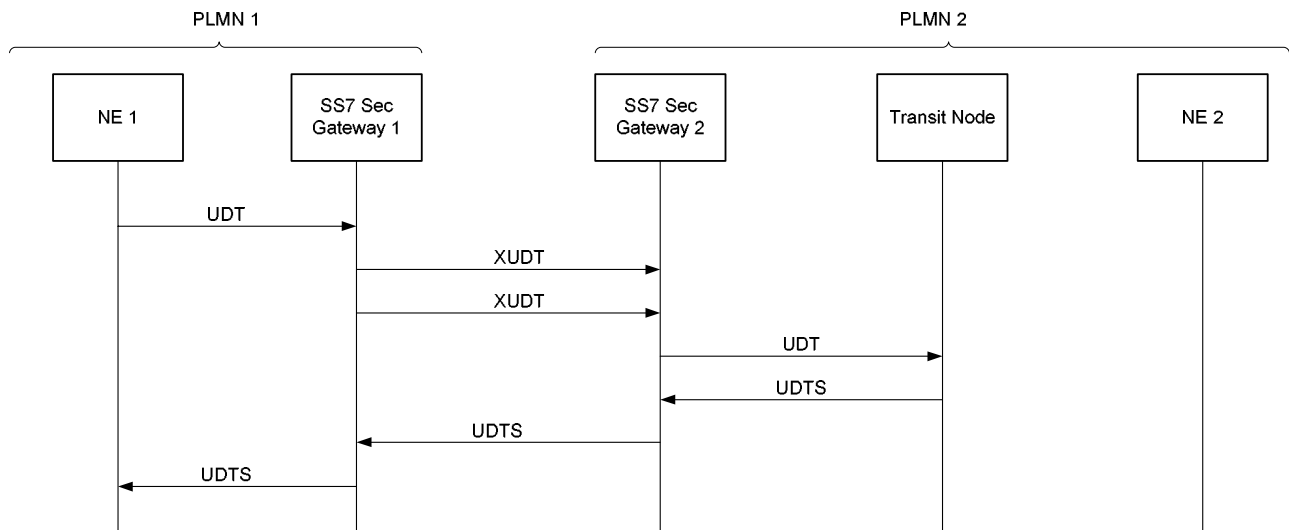 PLMN 1
PLMN 2
NE 1
SS7 Sec
Gateway 1
SS7 Sec
Gateway 2
Transit Node
NE 2
UDT
XUDT
XUDT
UDT
UDTS
UDTS
UDTS